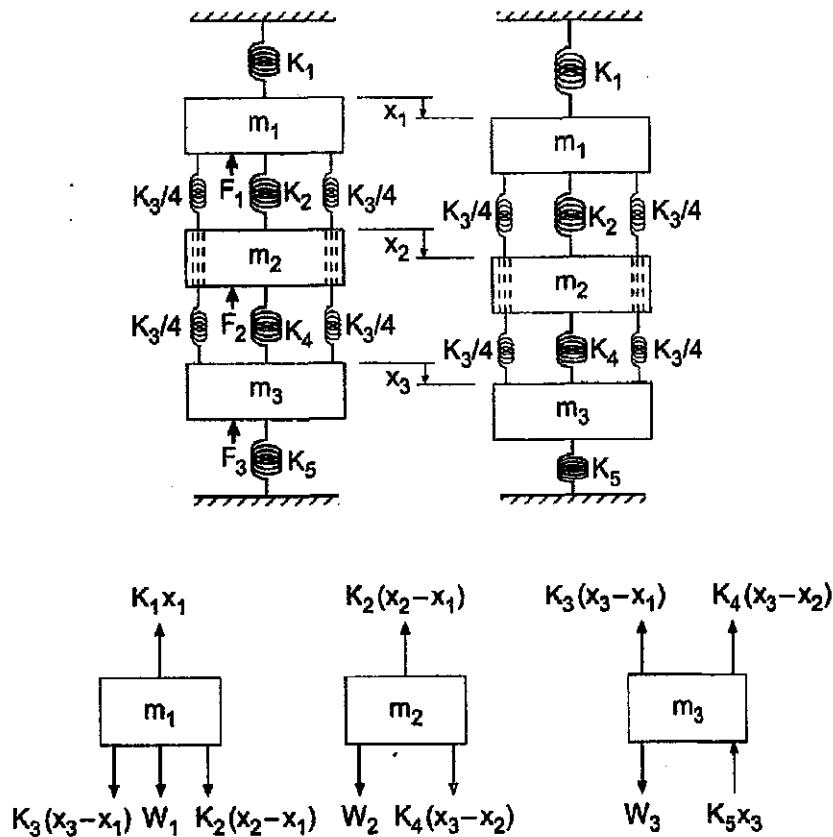 K₁ K₁
x₁
m₁ m₁
K₃/4 F₁ K₂ K₃/4 K₃/4 K₂ K₃/4
x₂
m₂ m₂
K₃/4 F₂ K₄ K₃/4 K₃/4 K₄ K₃/4
x₃
m₃ m₃
F₃ K₅ K₅
K₁x₁ K₂(x₂−x₁) K₃(x₃−x₁) K₄(x₃−x₂)
m₁ m₂ m₃
K₃(x₃−x₁) W₁ K₂(x₂−x₁) W₂ K₄(x₃−x₂) W₃ K₅x₃